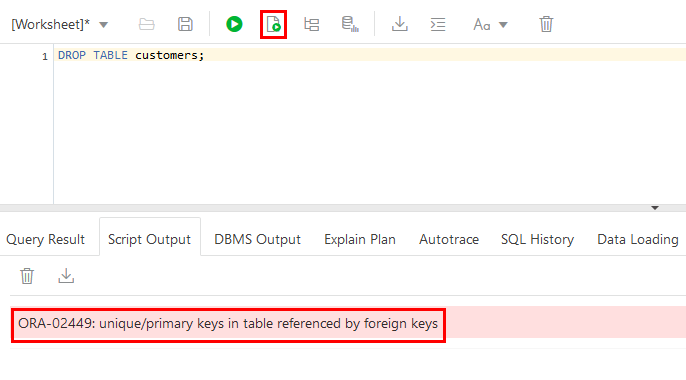 [Worksheet]* Aa
1 DROP TABLE customers;
Query Result Script Output DBMS Output Explain Plan Autotrace SQL History Data Loading
ORA-02449: unique/primary keys in table referenced by foreign keys